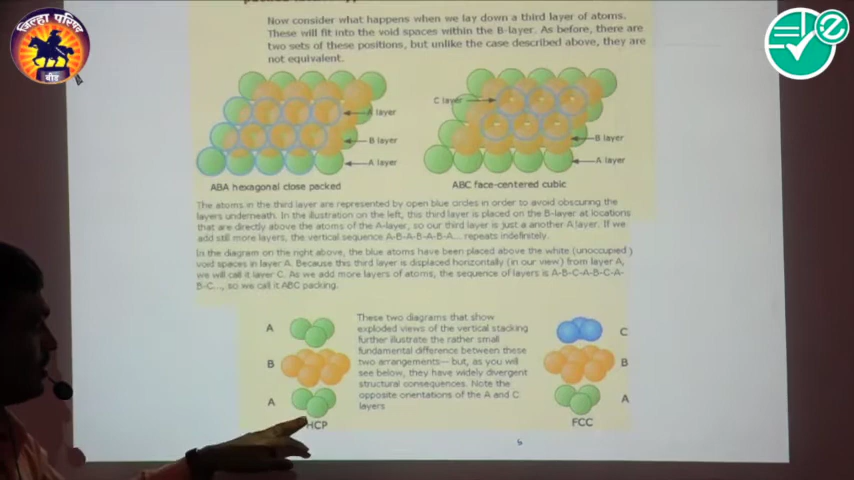 जिल्हा परिषद
बीड
Now consider what happens when we lay down a third layer of atoms.
These will fit into the void spaces within the B-layer. As before, there are
two sets of these positions, but unlike the case described above, they are
not equivalent.
C layer
A layer
B layer
A layer
B layer
A layer
ABA hexagonal close packed
ABC face-centered cubic
The atoms in the third layer are represented by open blue circles in order to avoid obscuring the
layers underneath. In the illustration on the left, this third layer is placed on the B-layer at locations
that are directly above the atoms of the A-layer, so our third layer is just a another A layer. If we
add still more layers, the vertical sequence A-B-A-B-A-B-A... repeats indefinitely.
In the diagram on the right above, the blue atoms have been placed above the white (unoccupied )
void spaces in layer A. Because this third layer is displaced horizontally (in our view) from layer A,
we will call it layer C. As we add more layers of atoms, the sequence of layers is A-B-C-A-B-C-A-
B-C..., so we call it ABC packing.
A
B
A
HCP
These two diagrams that show
exploded views of the vertical stacking
further illustrate the rather small
fundamental difference between these
two arrangements— but, as you will
see below, they have widely divergent
structural consequences. Note the
opposite orientations of the A and C
layers
C
B
A
FCC
e